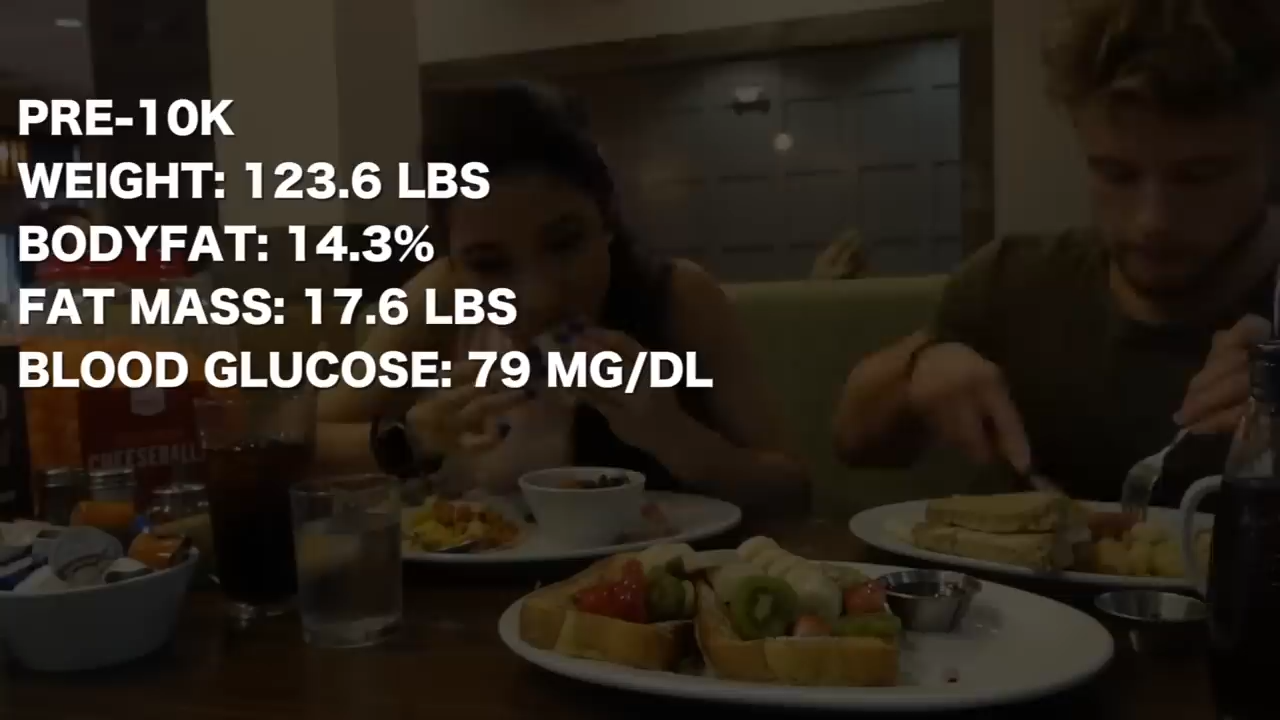 PRE-10K
WEIGHT: 123.6 LBS
BODYFAT: 14.3%
FAT MASS: 17.6 LBS
BLOOD GLUCOSE: 79 MG/DL
CHEESEBALLS